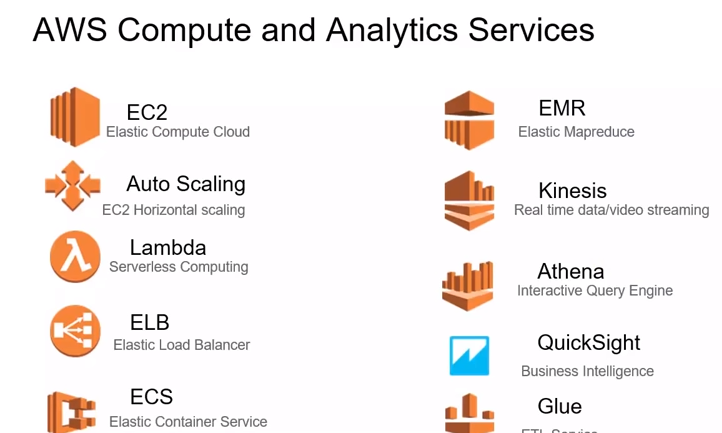 AWS Compute and Analytics Services
EC2
Elastic Compute Cloud
Auto Scaling
EC2 Horizontal scaling
Lambda
Serverless Computing
ELB
Elastic Load Balancer
ECS
Elastic Container Service
EMR
Elastic Mapreduce
Kinesis
Real time data/video streaming
Athena
Interactive Query Engine
QuickSight
Business Intelligence
Glue
ETL Service